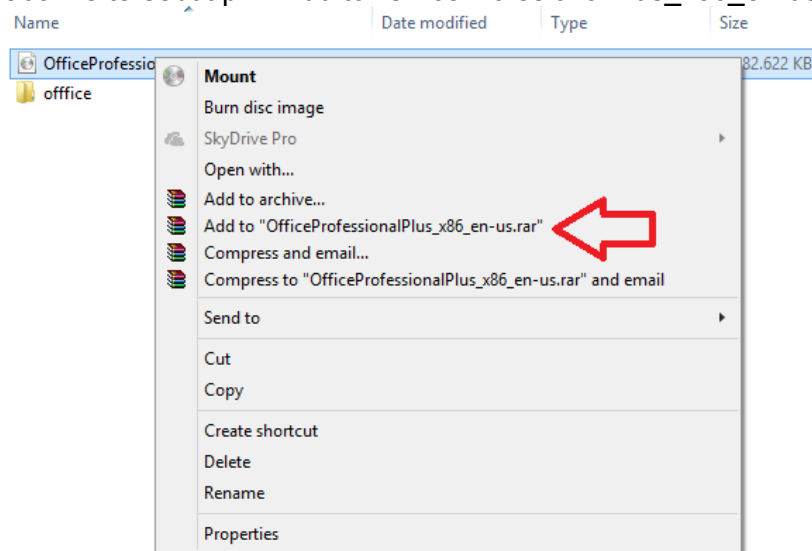 Name Date modified Type Size
OfficeProfessio 82.622 KB
offfice
Mount
Burn disc image
SkyDrive Pro
Open with...
Add to archive...
Add to "OfficeProfessionalPlus_x86_en-us.rar"
Compress and email...
Compress to "OfficeProfessionalPlus_x86_en-us.rar" and email
Send to
Cut
Copy
Create shortcut
Delete
Rename
Properties